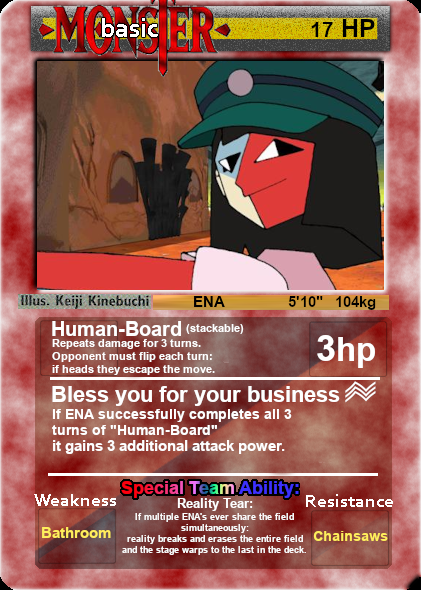 MONSTER
basic
17 HP
Illus. Keiji Kinebuchi ENA 5'10" 104kg
Human-Board (stackable)
Repeats damage for 3 turns.
Opponent must flip each turn:
if heads they escape the move.
3hp
Bless you for your business
If ENA successfully completes all 3
turns of "Human-Board"
it gains 3 additional attack power.
Special Team Ability:
Weakness
Bathroom
Reality Tear:
If multiple ENA's ever share the field
simultaneously:
reality breaks and erases the entire field
and the stage warps to the last in the deck.
Resistance
Chainsaws